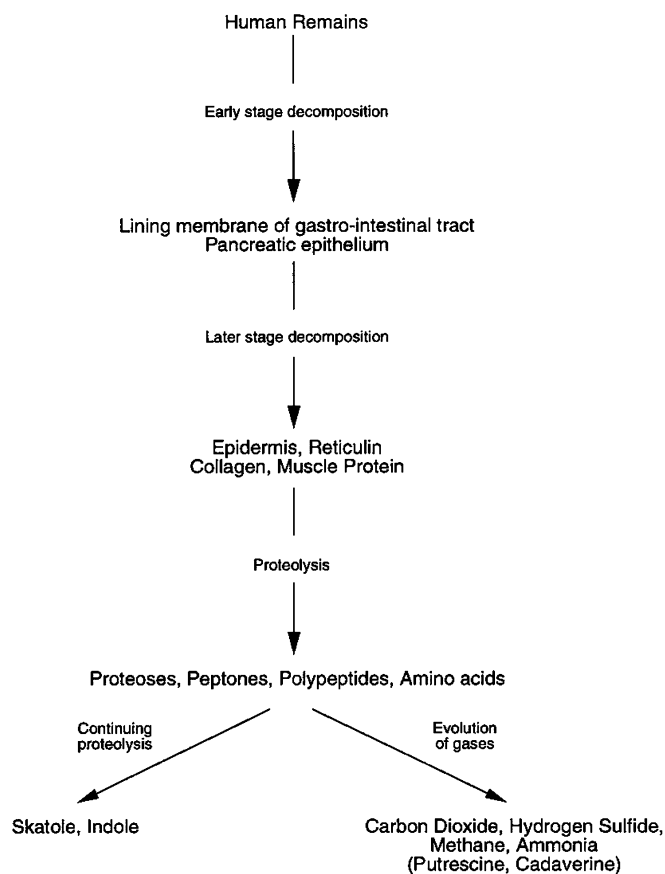 Human Remains
Early stage decomposition
Lining membrane of gastro-intestinal tract
Pancreatic epithelium
Later stage decomposition
Epidermis, Reticulin
Collagen, Muscle Protein
Proteolysis
Proteoses, Peptones, Polypeptides, Amino acids
Continuing
proteolysis
Evolution
of gases
Skatole, Indole
Carbon Dioxide, Hydrogen Sulfide,
Methane, Ammonia
(Putrescine, Cadaverine)